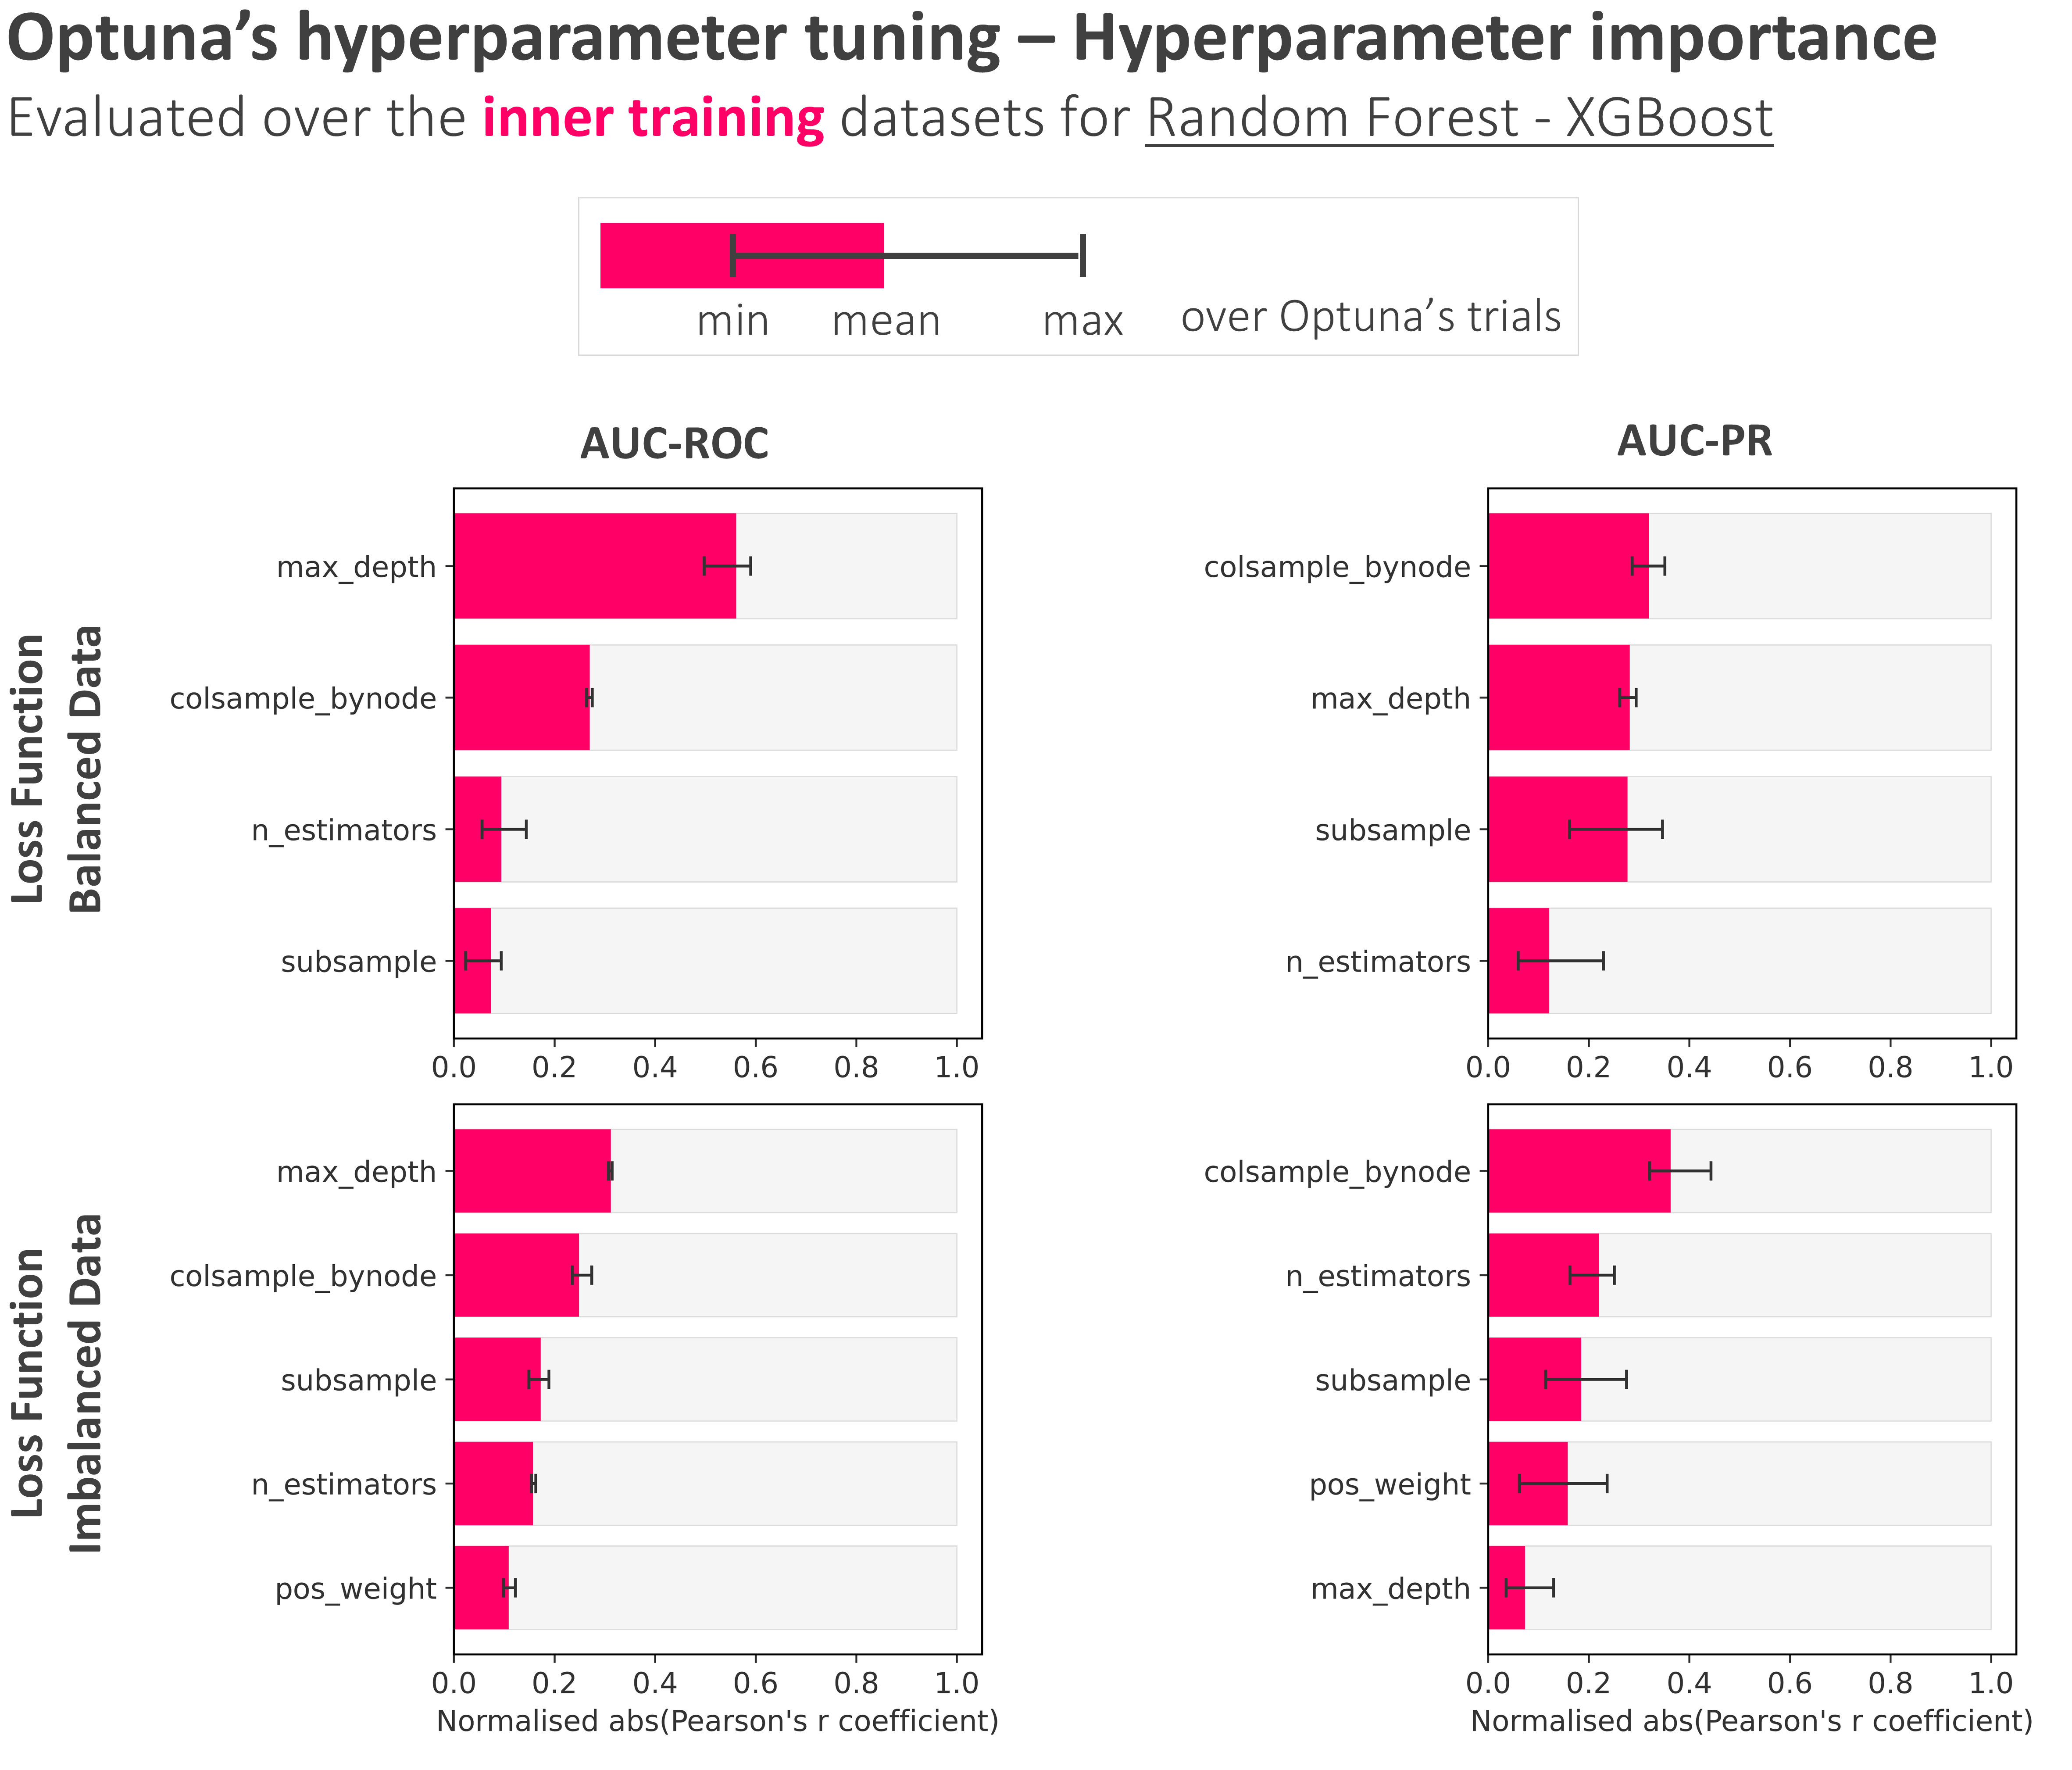 Optuna’s hyperparameter tuning – Hyperparameter importance
Evaluated over the inner training datasets for Random Forest - XGBoost
min mean max over Optuna’s trials
AUC-ROC
AUC-PR
Loss Function
Balanced Data
max_depth
colsample_bynode
n_estimators
subsample
0.0 0.2 0.4 0.6 0.8 1.0
colsample_bynode
max_depth
subsample
n_estimators
0.0 0.2 0.4 0.6 0.8 1.0
Loss Function
Imbalanced Data
max_depth
colsample_bynode
subsample
n_estimators
pos_weight
0.0 0.2 0.4 0.6 0.8 1.0
Normalised abs(Pearson's r coefficient)
colsample_bynode
n_estimators
subsample
pos_weight
max_depth
0.0 0.2 0.4 0.6 0.8 1.0
Normalised abs(Pearson's r coefficient)